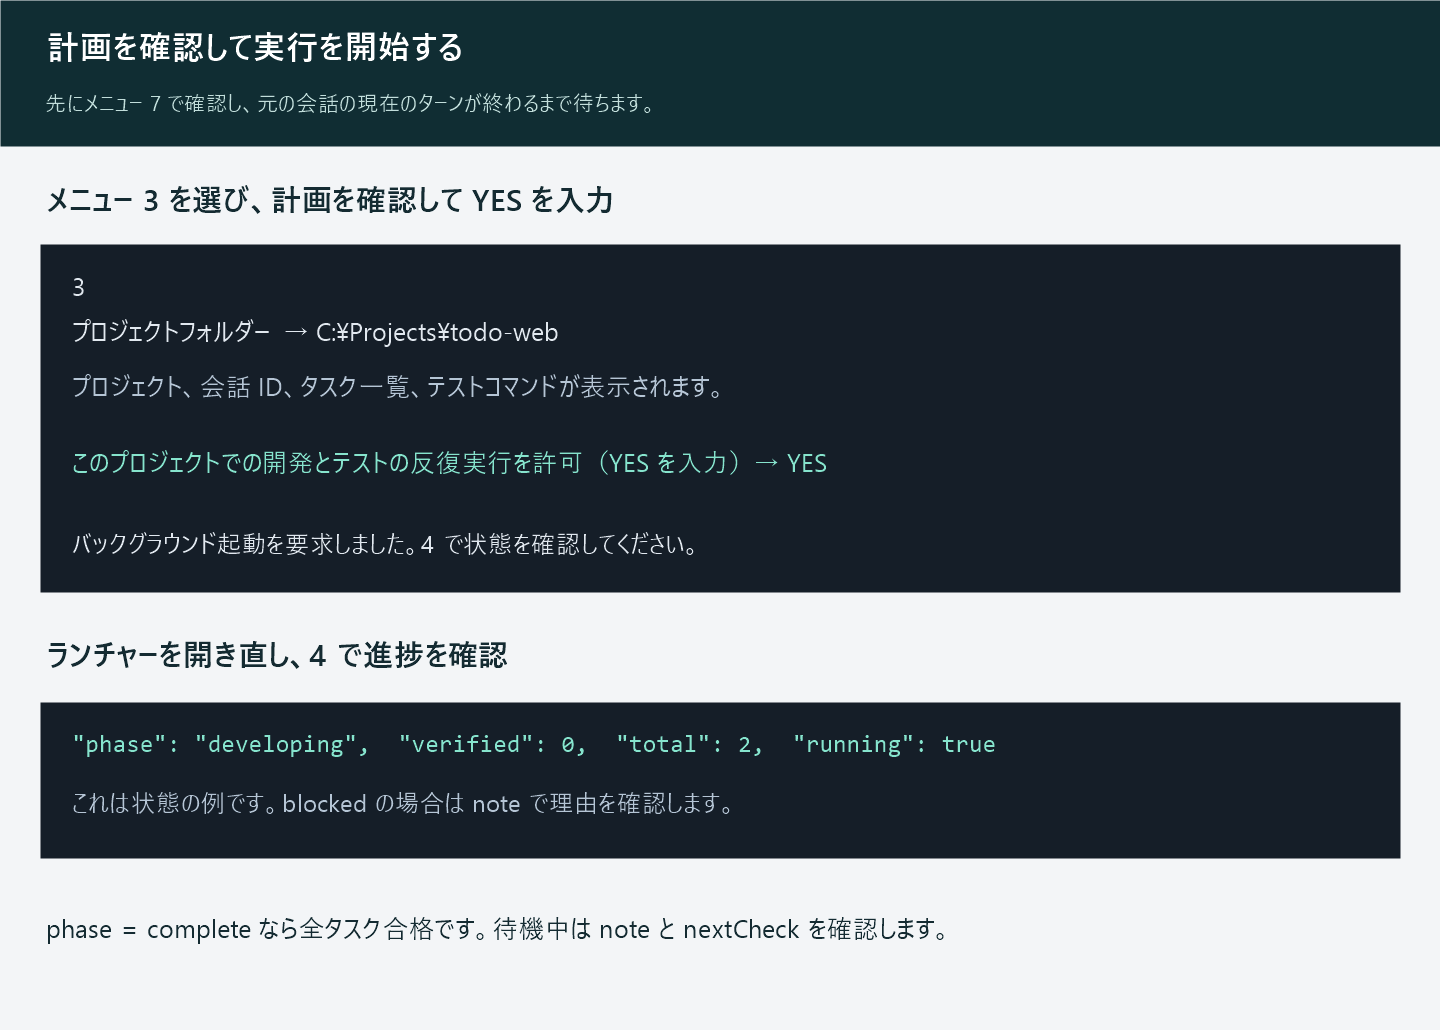 計画を確認して実行を開始する
先にメニュー 7 で確認し、元の会話の現在のターンが終わるまで待ちます。
メニュー 3 を選び、計画を確認して YES を入力
3
プロジェクトフォルダー → C:¥Projects¥todo-web
プロジェクト、会話 ID、タスク一覧、テストコマンドが表示されます。
このプロジェクトでの開発とテストの反復実行を許可（YES を入力）→ YES
バックグラウンド起動を要求しました。4 で状態を確認してください。
ランチャーを開き直し、4 で進捗を確認
"phase": "developing",  "verified": 0,  "total": 2,  "running": true
これは状態の例です。blocked の場合は note で理由を確認します。
phase = complete なら全タスク合格です。待機中は note と nextCheck を確認します。